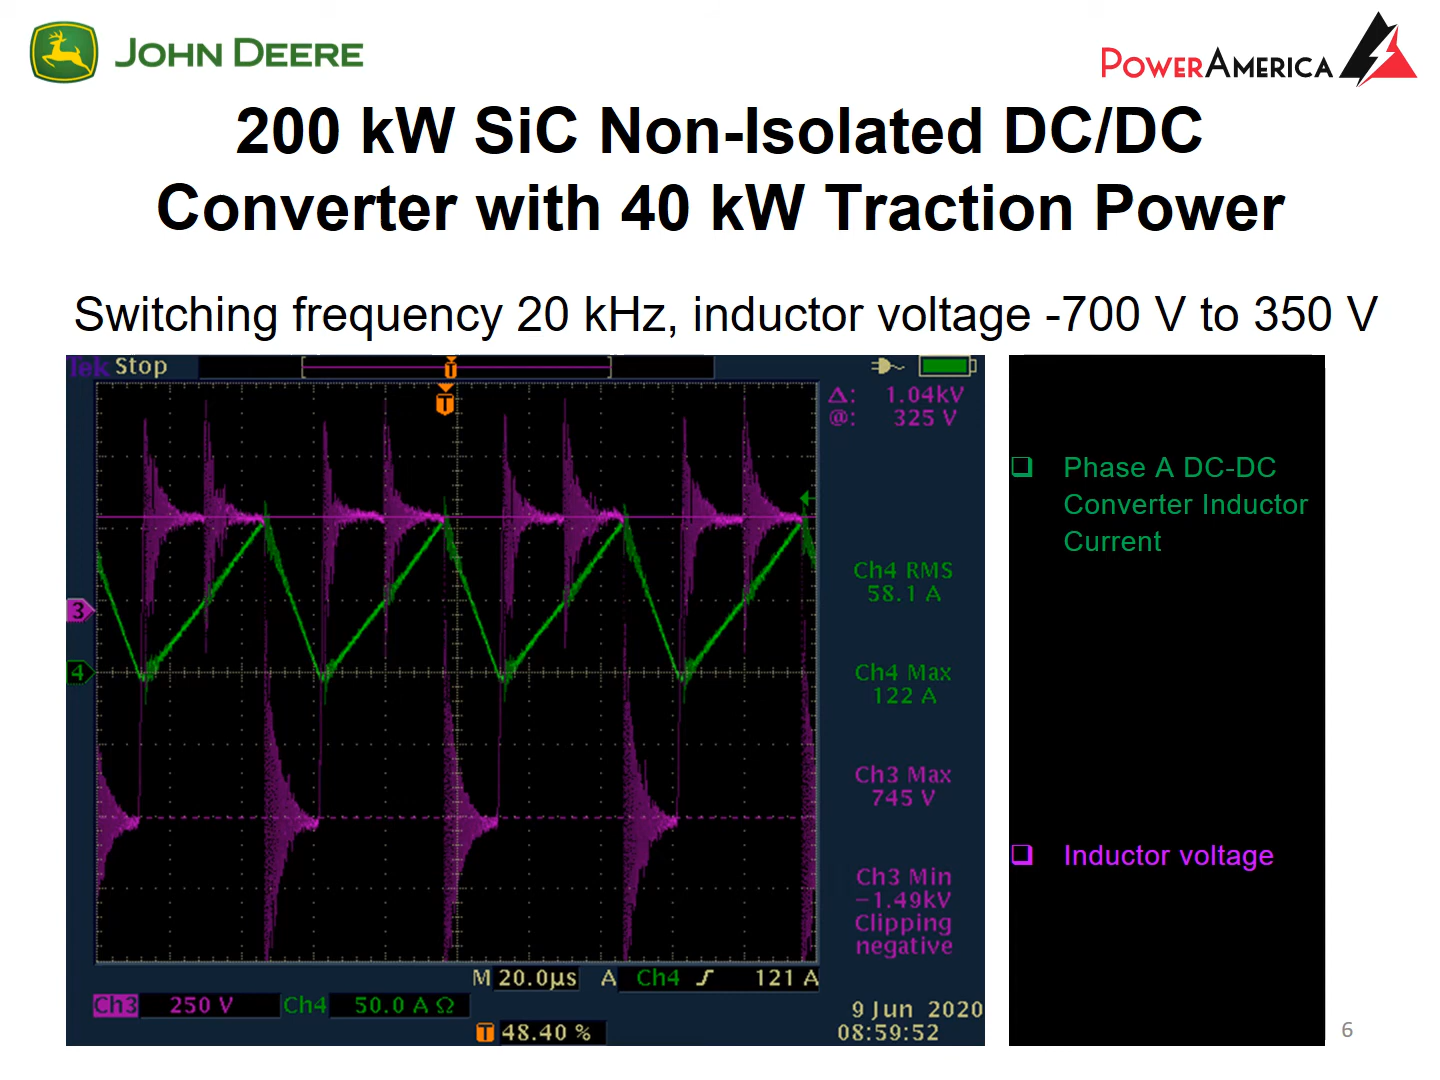 JOHN DEERE
POWERAMERICA
200 kW SiC Non-Isolated DC/DC
Converter with 40 kW Traction Power
Switching frequency 20 kHz, inductor voltage -700 V to 350 V
Tek Stop
U
T
Δ: 1.04kV
@: 325 V
3
4
Ch4 RMS
58.1 A
Ch4 Max
122 A
Ch3 Max
745 V
Ch3 Min
−1.49kV
Clipping
negative
M 20.0µs A Ch4 ʃ 121 A
Ch3 250 V Ch4 50.0 A Ω
T 48.40 %
9 Jun 2020
08:59:52
❑ Phase A DC-DC
Converter Inductor
Current
❑ Inductor voltage
6